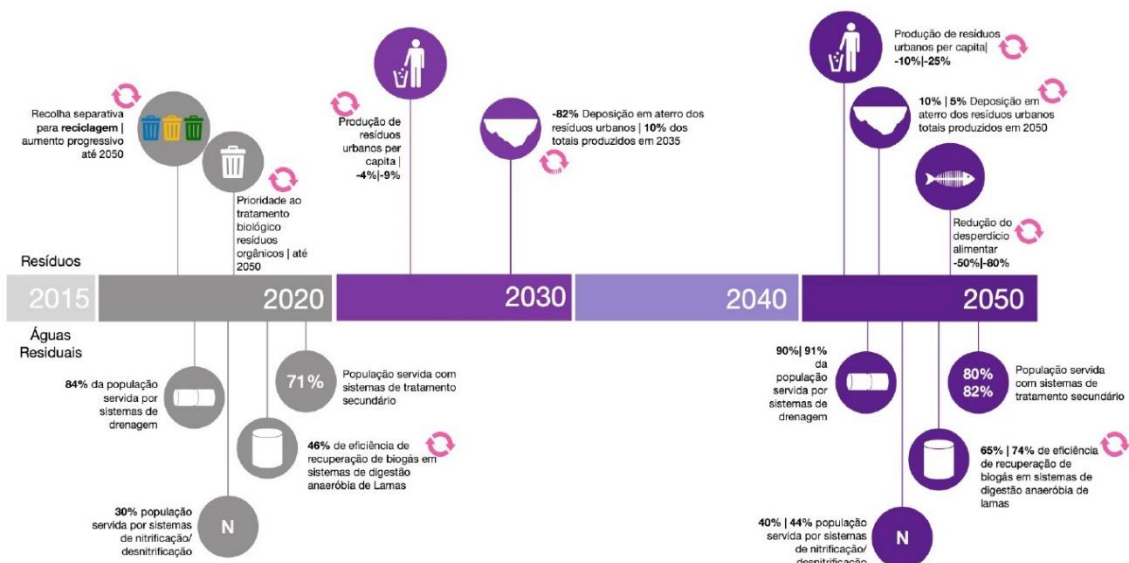 Recolha separativa
para reciclagem |
aumento progressivo
até 2050
Prioridade ao
tratamento
biológico
resíduos
orgânicos | até
2050
Produção de
resíduos
urbanos per
capita |
-4%|-9%
-82% Deposição em aterro dos
resíduos urbanos | 10% dos
totais produzidos em 2035
Produção de resíduos
urbanos per capita|
-10%|-25%
10% | 5% Deposição em
aterro dos resíduos urbanos
totais produzidos em 2050
Redução do
desperdício
alimentar
-50%|-80%
Resíduos
2015
2020
2030
2040
2050
Águas
Residuais
84% da população
servida por
sistemas de
drenagem
30% população
servida por sistemas
de nitrificação/
desnitrificação
N
46% de eficiência de
recuperação de biogás em
sistemas de digestão
anaeróbia de Lamas
71%
População servida com
sistemas de tratamento
secundário
90%| 91%
da
população
servida por
sistemas de
drenagem
40% | 44% população
servida por sistemas
de nitrificação/
desnitrificação
N
65% | 74% de eficiência
de recuperação de
biogás em sistemas de
digestão anaeróbia de
lamas
80%
82%
População servida
com sistemas de
tratamento secundário